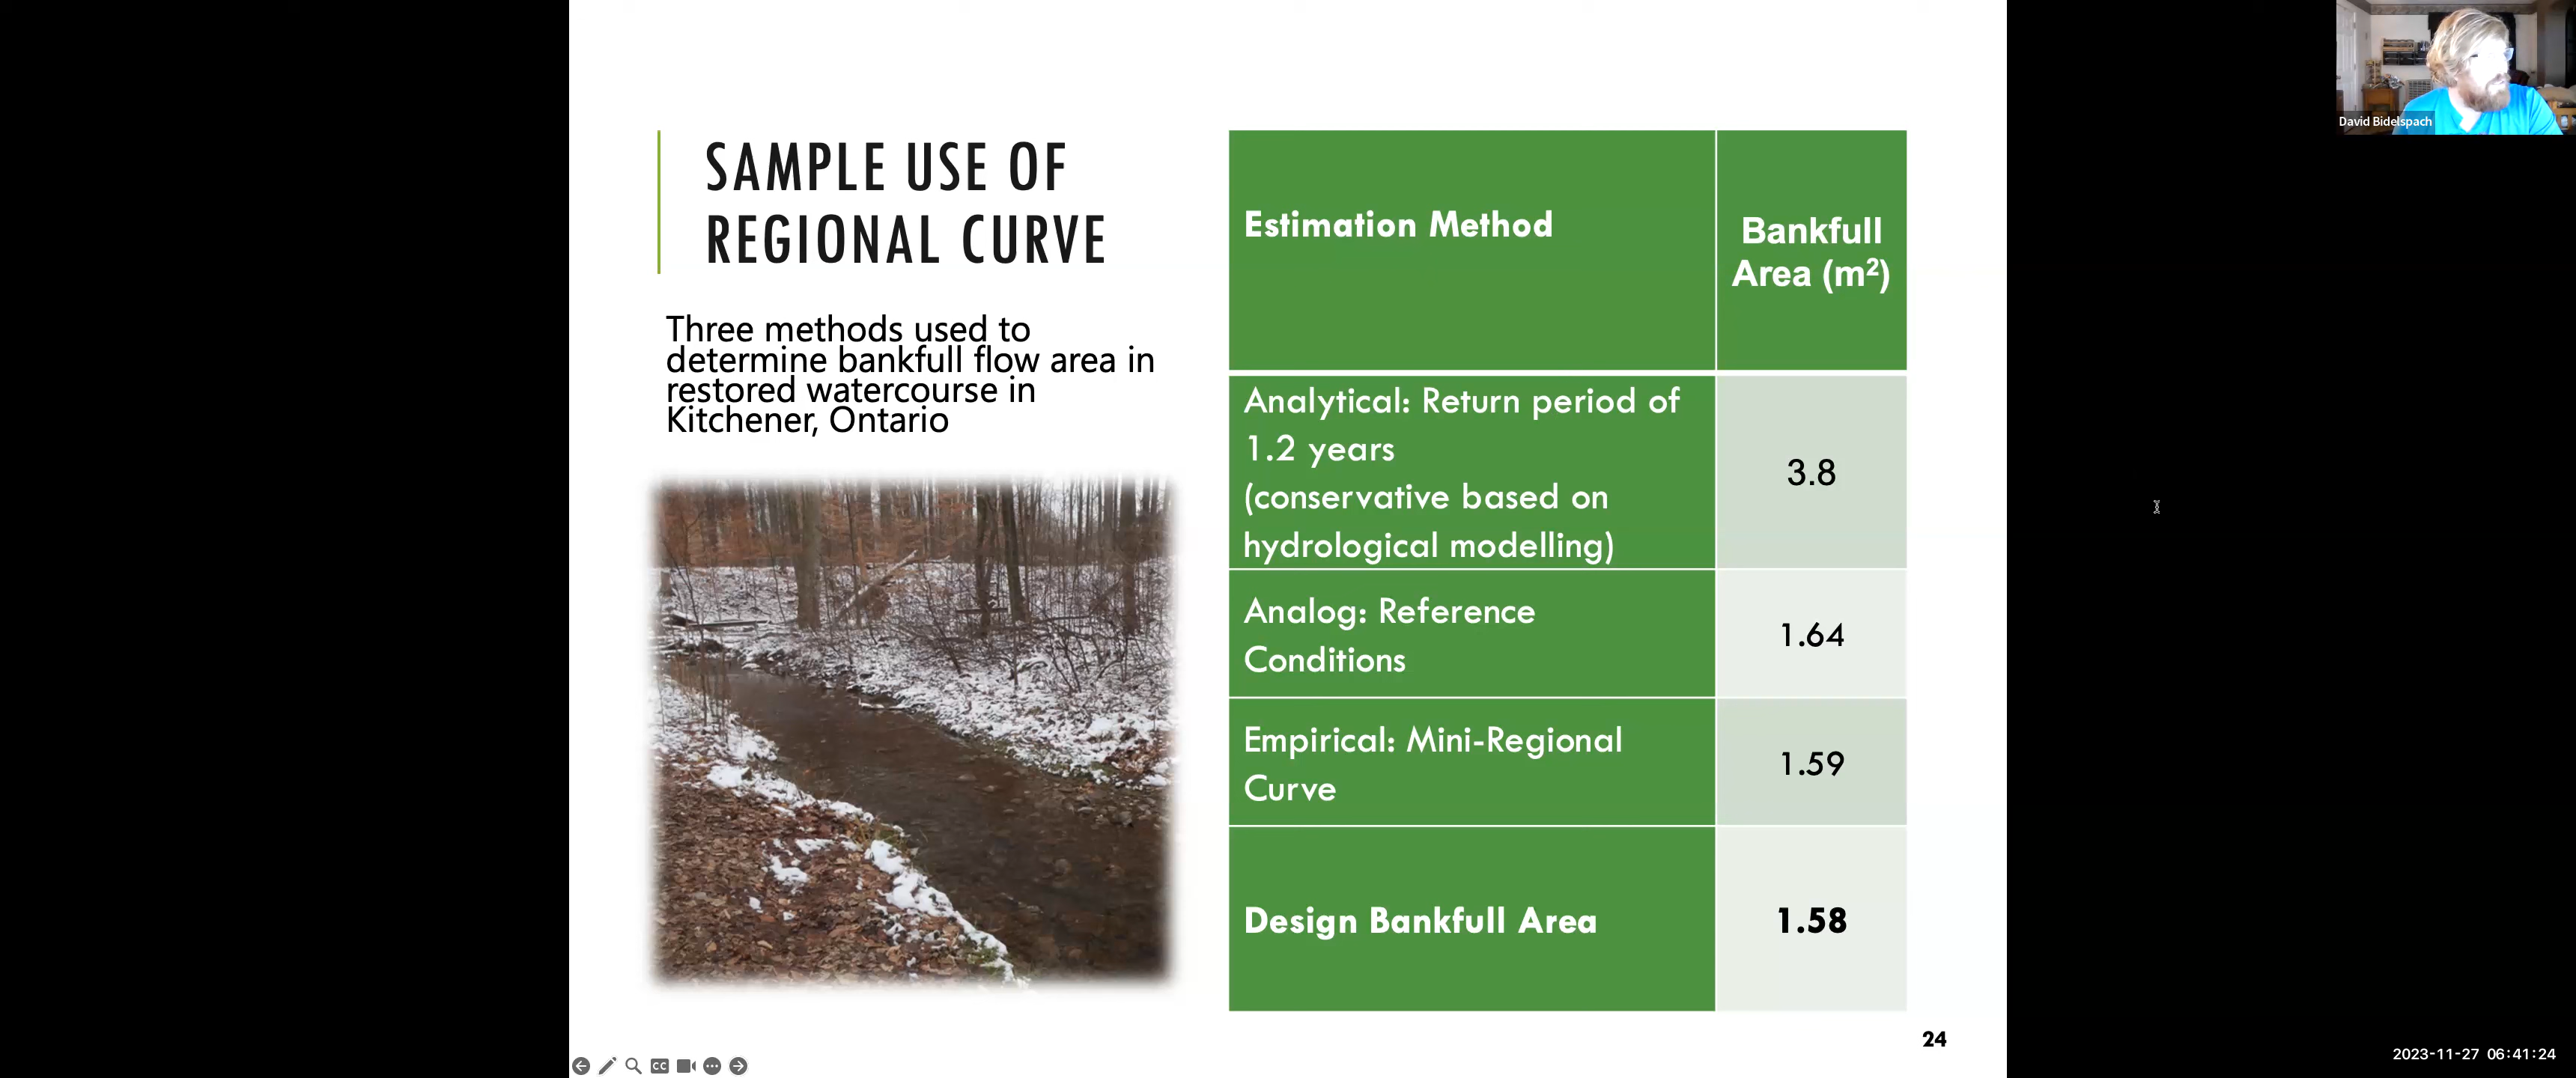 SAMPLE USE OF
REGIONAL CURVE
Three methods used to
determine bankfull flow area in
restored watercourse in
Kitchener, Ontario
Estimation Method
Bankfull
Area (m²)
Analytical: Return period of
1.2 years
(conservative based on
hydrological modelling)
3.8
Analog: Reference
Conditions
1.64
Empirical: Mini-Regional
Curve
1.59
Design Bankfull Area
1.58
24
CC
David Bidelspach
2023-11-27 06:41:24